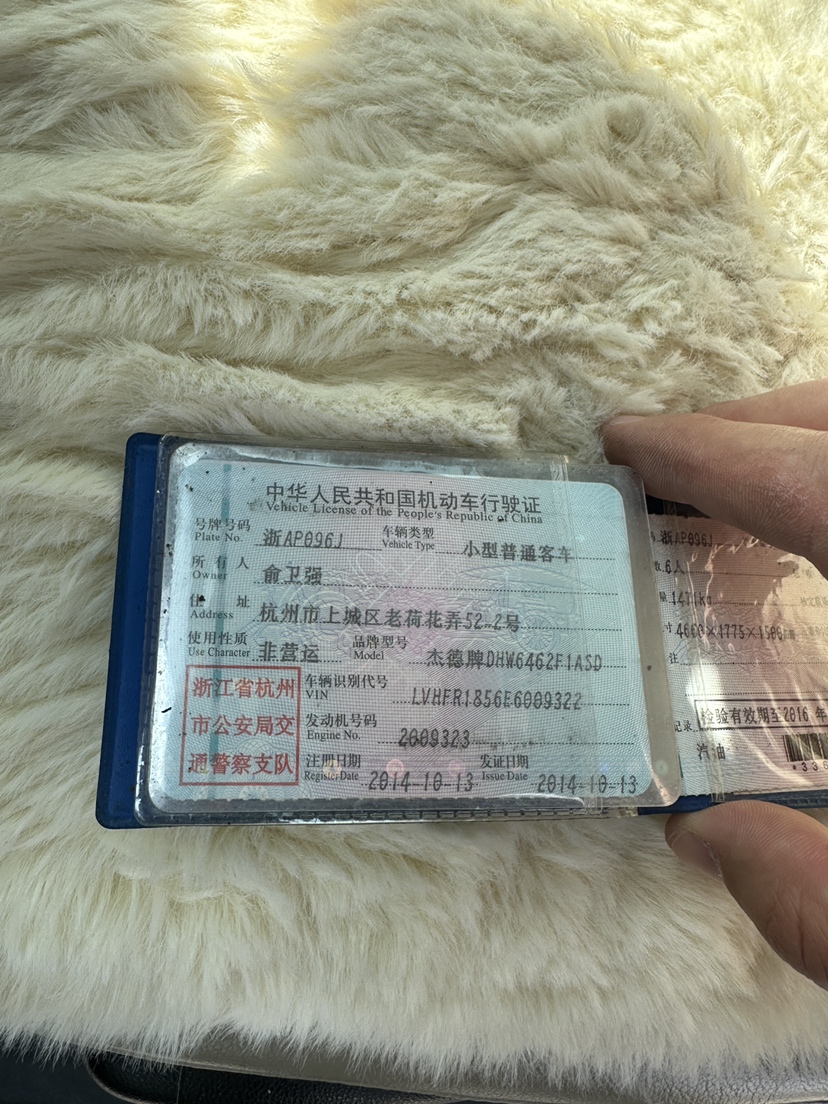 中华人民共和国机动车行驶证
Vehicle License of the People's Republic of China
号牌号码 浙AP096J 车辆类型 小型普通客车
Plate No. Vehicle Type
所有人 俞卫强
Owner
住址 杭州市上城区老荷花弄52-2号
Address
使用性质 非营运 品牌型号 杰德牌DHW6462F1ASD
Use Character Model
浙江省杭州
市公安局交
通警察支队
车辆识别代号 LVHFR1856E6009322
VIN
发动机号码 2009323
Engine No.
注册日期 2014-10-13 发证日期 2014-10-13
Register Date Issue Date
浙AP096J
6人
1471kg
4660×1775×1506
注
记录 检验有效期至2016年
汽油